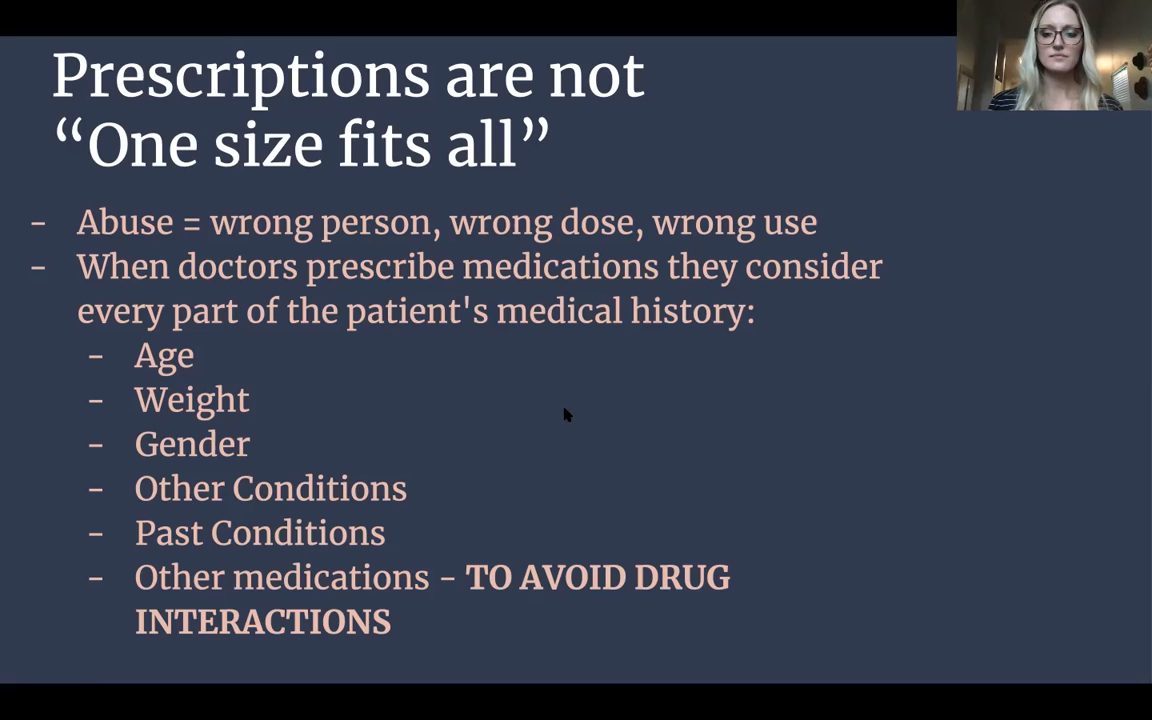 Prescriptions are not
“One size fits all”
- Abuse = wrong person, wrong dose, wrong use
- When doctors prescribe medications they consider
every part of the patient's medical history:
- Age
- Weight
- Gender
- Other Conditions
- Past Conditions
- Other medications - TO AVOID DRUG
INTERACTIONS